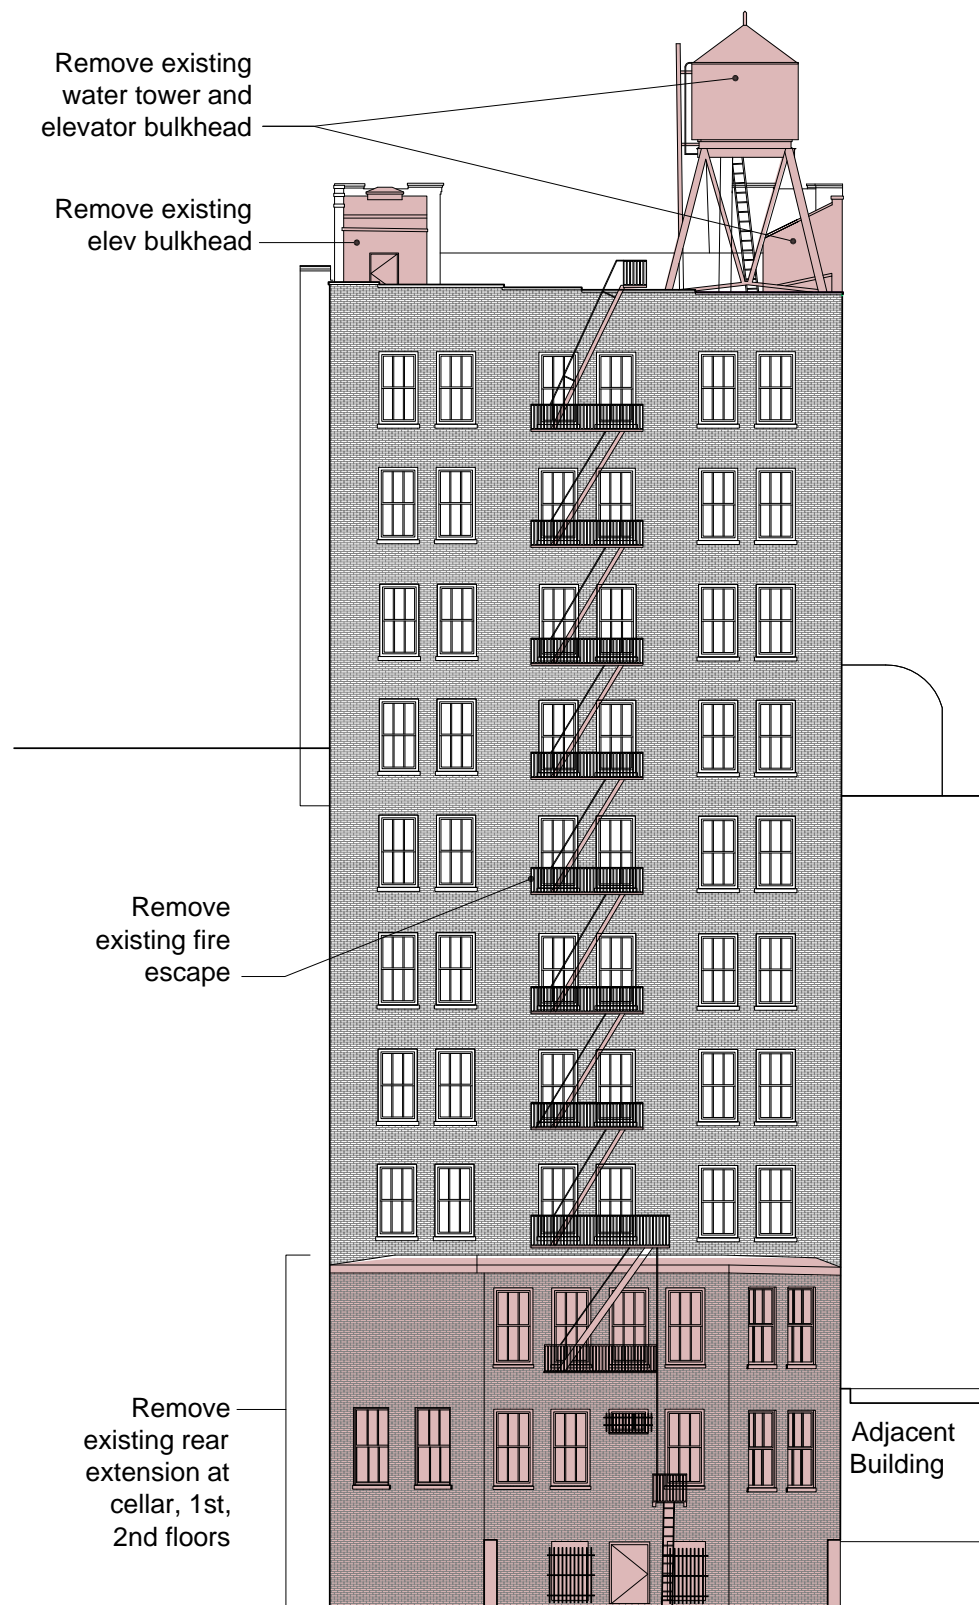 Remove existing
water tower and
elevator bulkhead
Remove existing
elev bulkhead
Remove
existing fire
escape
Remove
existing rear
extension at
cellar, 1st,
2nd floors
Adjacent
Building